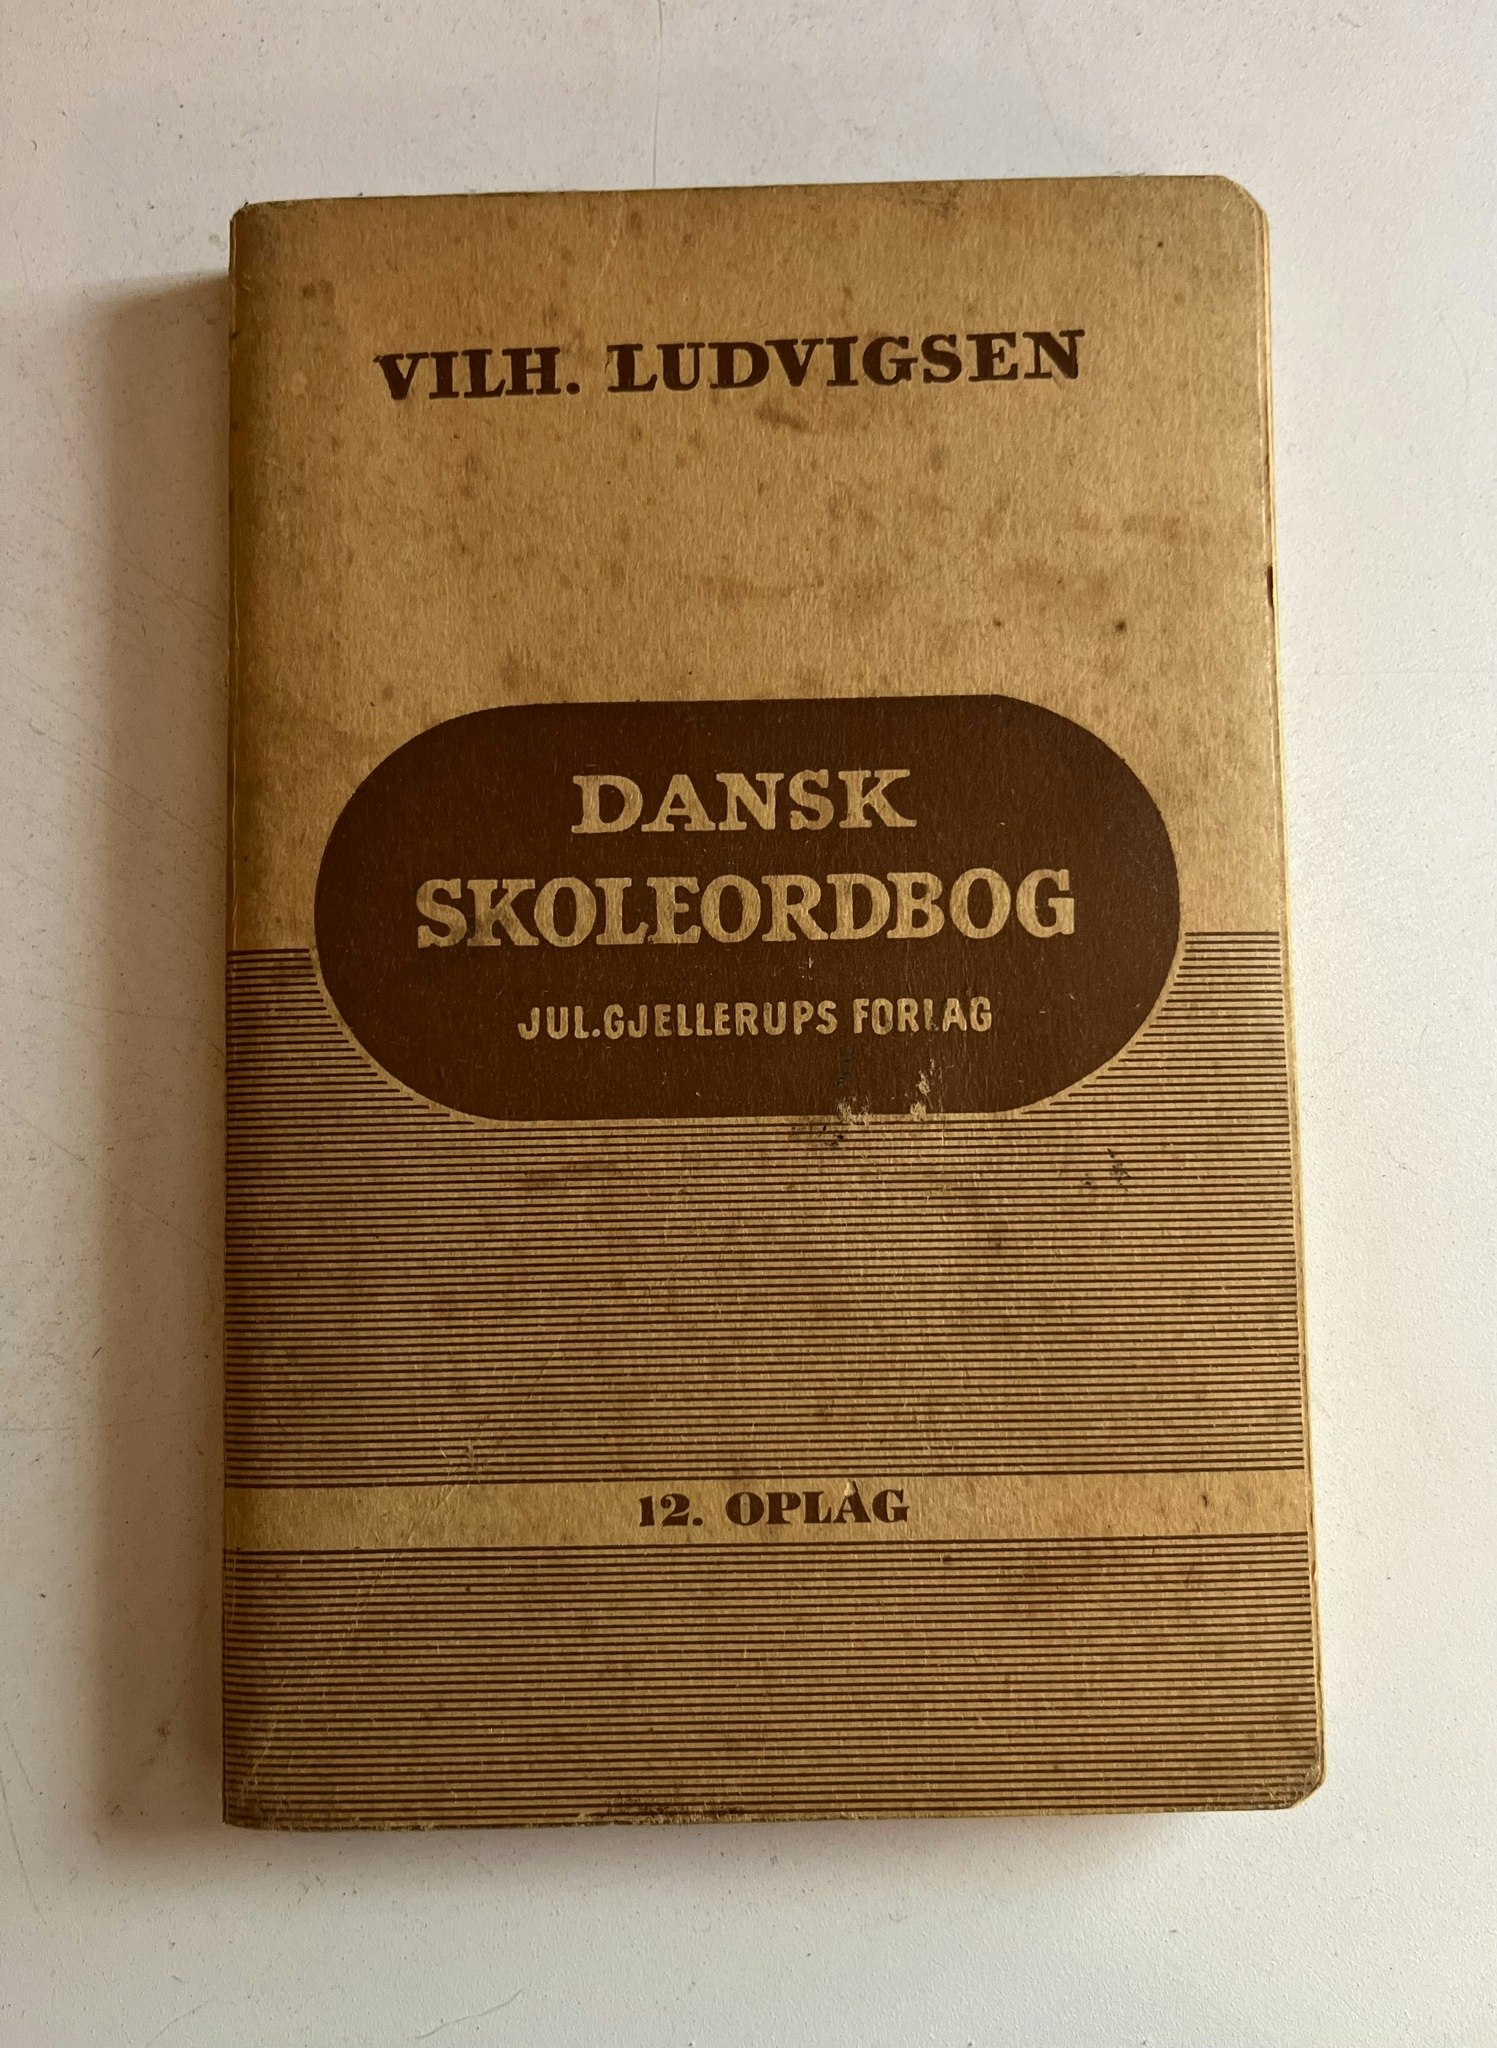 VILH. LUDVIGSEN
DANSK
SKOLEORDBOG
JUL.GJELLERUPS FORLAG
12. OPLAG